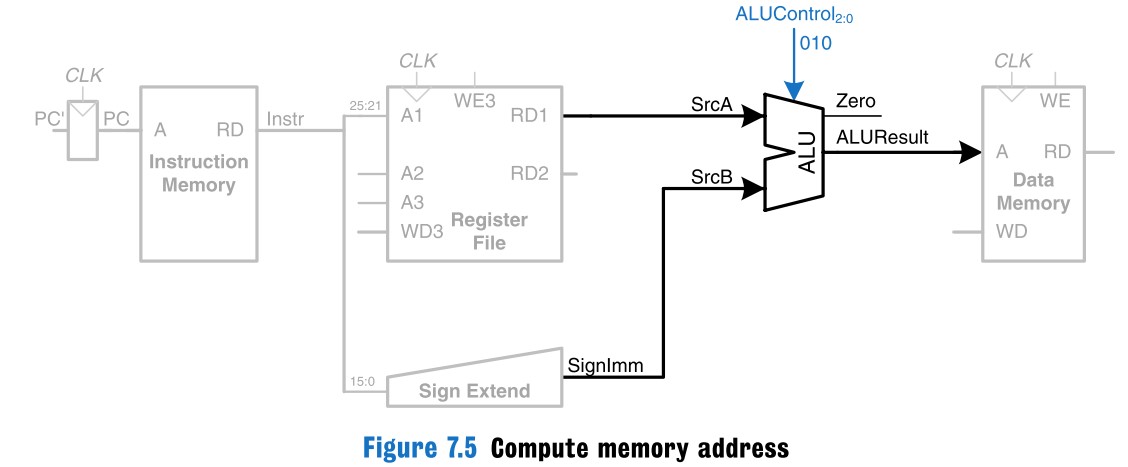 ALUControl2:0
010
CLK
CLK
CLK
PC'
PC
A
RD
Instruction
Memory
Instr
25:21
A1
WE3
RD1
A2
RD2
A3
WD3
Register
File
SrcA
SrcB
ALU
Zero
ALUResult
WE
A
RD
Data
Memory
WD
15:0
Sign Extend
SignImm
Figure 7.5 Compute memory address